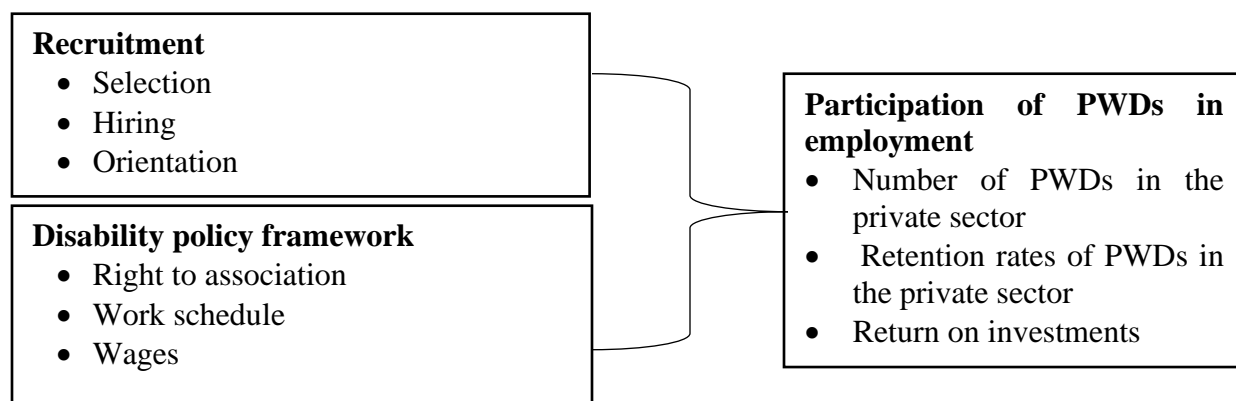 Recruitment
• Selection
• Hiring
• Orientation
Disability policy framework
• Right to association
• Work schedule
• Wages
Participation of PWDs in
employment
• Number of PWDs in the
private sector
• Retention rates of PWDs in
the private sector
• Return on investments